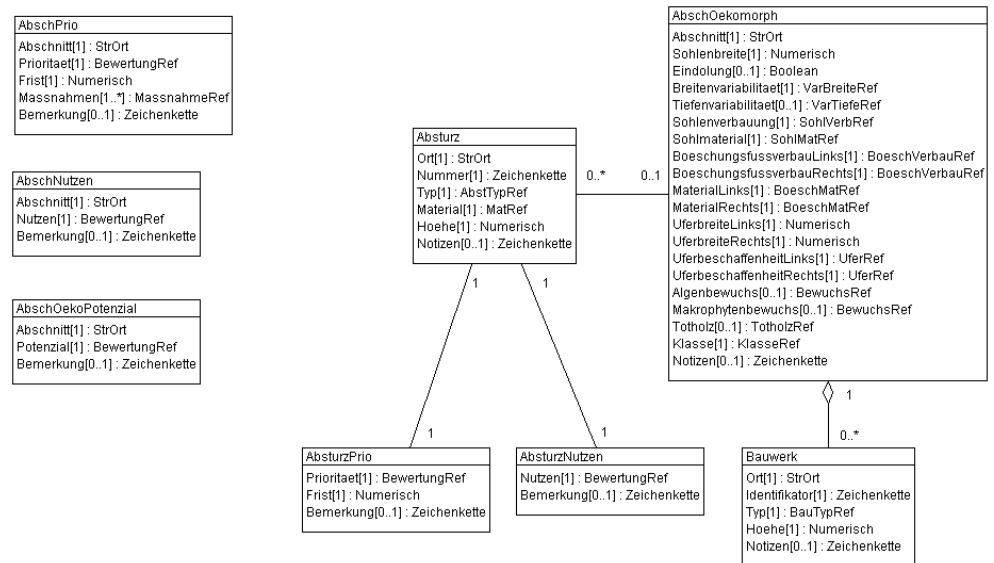 AbschPrio
Abschnitt[1] : StrOrt
Prioritaet[1] : BewertungRef
Frist[1] : Numerisch
Massnahmen[1..*] : MassnahmeRef
Bemerkung[0..1] : Zeichenkette
AbschNutzen
Abschnitt[1] : StrOrt
Nutzen[1] : BewertungRef
Bemerkung[0..1] : Zeichenkette
AbschOekoPotenzial
Abschnitt[1] : StrOrt
Potenzial[1] : BewertungRef
Bemerkung[0..1] : Zeichenkette
Absturz
Ort[1] : StrOrt
Nummer[1] : Zeichenkette
Typ[1] : AbstTypRef
Material[1] : MatRef
Hoehe[1] : Numerisch
Notizen[0..1] : Zeichenkette
0..* 0..1
1 1
1 1
AbschOekomorph
Abschnitt[1] : StrOrt
Sohlenbreite[1] : Numerisch
Eindolung[0..1] : Boolean
Breitenvariabilitaet[1] : VarBreiteRef
Tiefenvariabilitaet[0..1] : VarTiefeRef
Sohlenverbauung[1] : SohlVerbRef
Sohlmaterial[1] : SohlMatRef
BoeschungsfussverbauLinks[1] : BoeschVerbauRef
BoeschungsfussverbauRechts[1] : BoeschVerbauRef
MaterialLinks[1] : BoeschMatRef
MaterialRechts[1] : BoeschMatRef
UferbreiteLinks[1] : Numerisch
UferbreiteRechts[1] : Numerisch
UferbeschaffenheitLinks[1] : UferRef
UferbeschaffenheitRechts[1] : UferRef
Algenbewuchs[0..1] : BewuchsRef
Makrophytenbewuchs[0..1] : BewuchsRef
Totholz[0..1] : TotholzRef
Klasse[1] : KlasseRef
Notizen[0..1] : Zeichenkette
1
0..*
AbsturzPrio
Prioritaet[1] : BewertungRef
Frist[1] : Numerisch
Bemerkung[0..1] : Zeichenkette
AbsturzNutzen
Nutzen[1] : BewertungRef
Bemerkung[0..1] : Zeichenkette
Bauwerk
Ort[1] : StrOrt
Identifikator[1] : Zeichenkette
Typ[1] : BauTypRef
Hoehe[1] : Numerisch
Notizen[0..1] : Zeichenkette